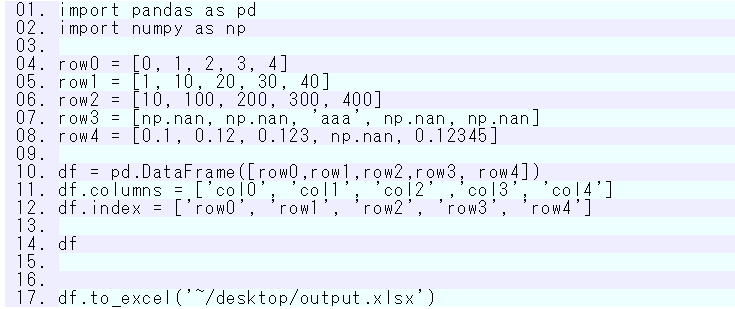 01. import pandas as pd
02. import numpy as np
03.
04. row0 = [0, 1, 2, 3, 4]
05. row1 = [1, 10, 20, 30, 40]
06. row2 = [10, 100, 200, 300, 400]
07. row3 = [np.nan, np.nan, 'aaa', np.nan, np.nan]
08. row4 = [0.1, 0.12, 0.123, np.nan, 0.12345]
09.
10. df = pd.DataFrame([row0,row1,row2,row3, row4])
11. df.columns = ['col0', 'col1', 'col2' ,'col3', 'col4']
12. df.index = ['row0', 'row1', 'row2', 'row3', 'row4']
13.
14. df
15.
16.
17. df.to_excel('~/desktop/output.xlsx')